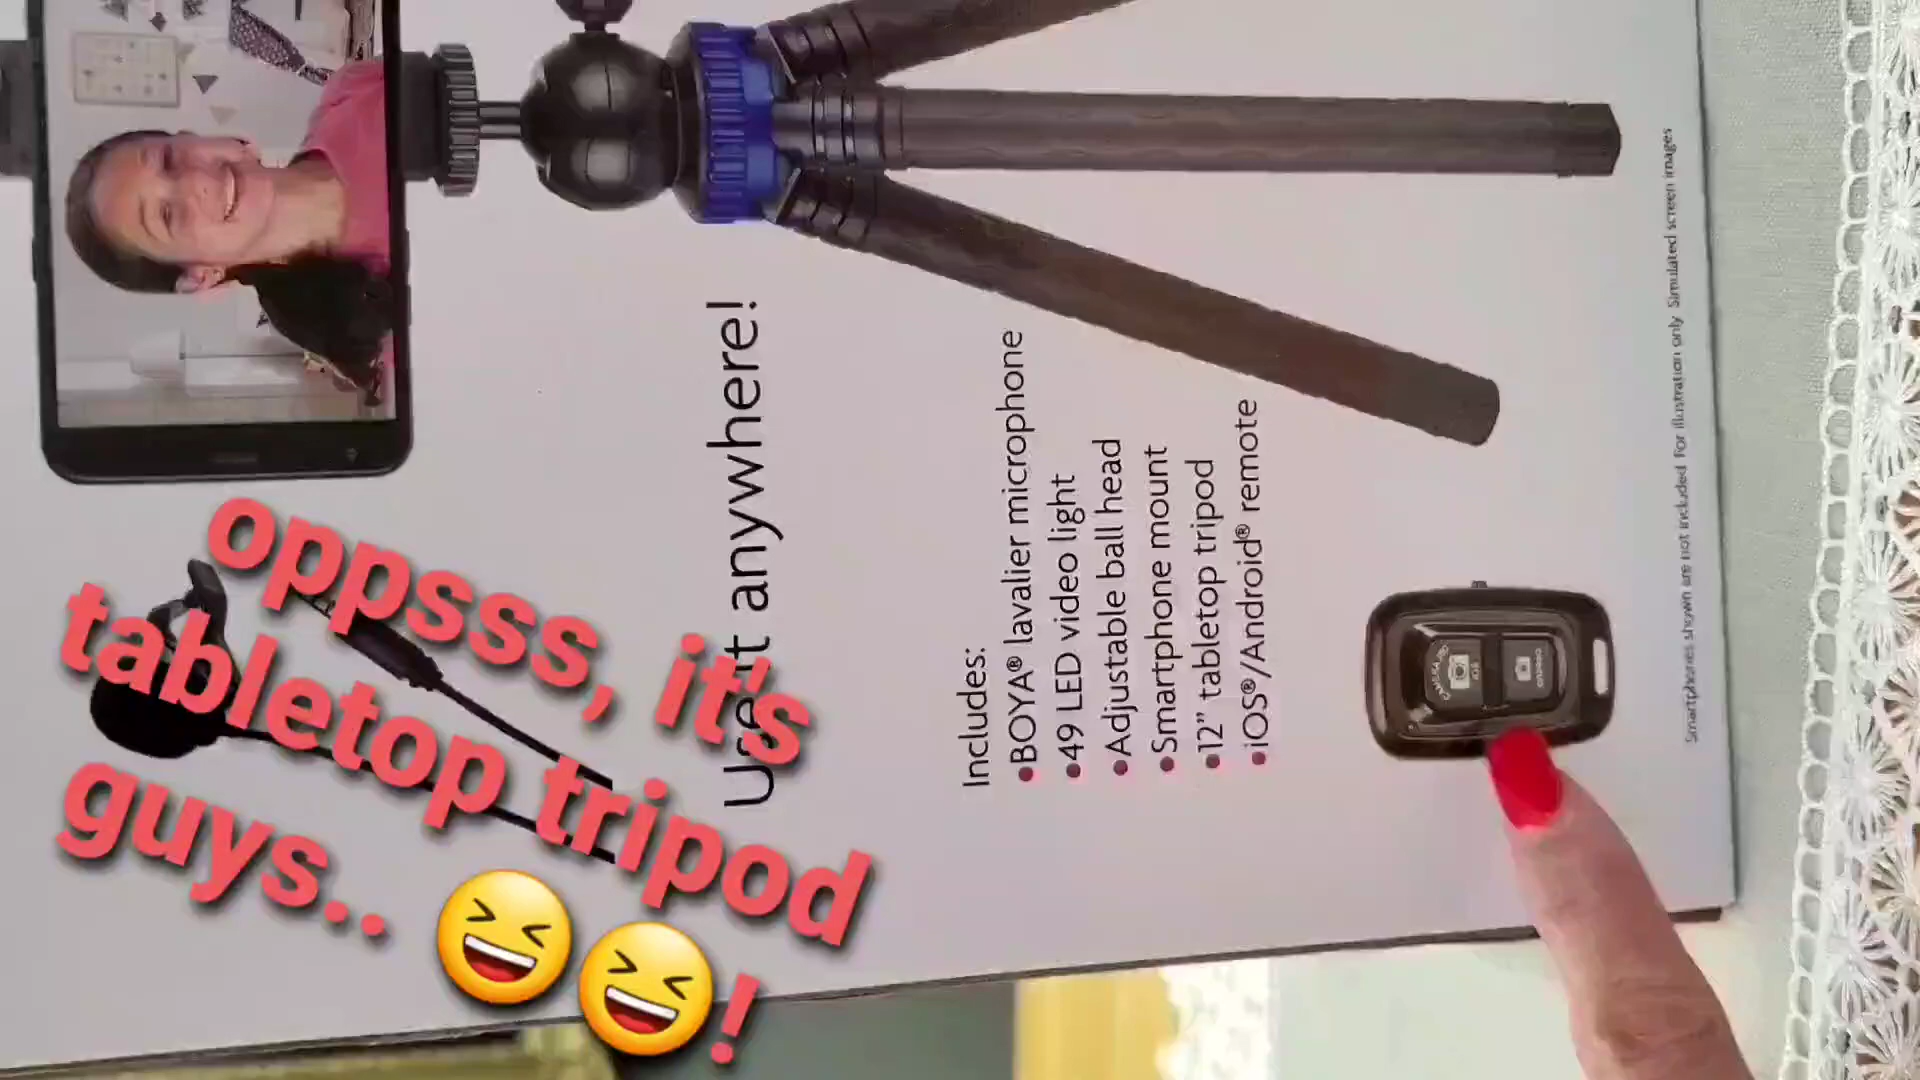 oppsss, it's
tabletop tripod
guys.. 😆😆!
Use it anywhere!
Includes:
•BOYA® lavalier microphone
•49 LED video light
•Adjustable ball head
•Smartphone mount
•12” tabletop tripod
•iOS®/Android® remote
Smartphones shown are not included For illustration only Simulated screen images
iOS